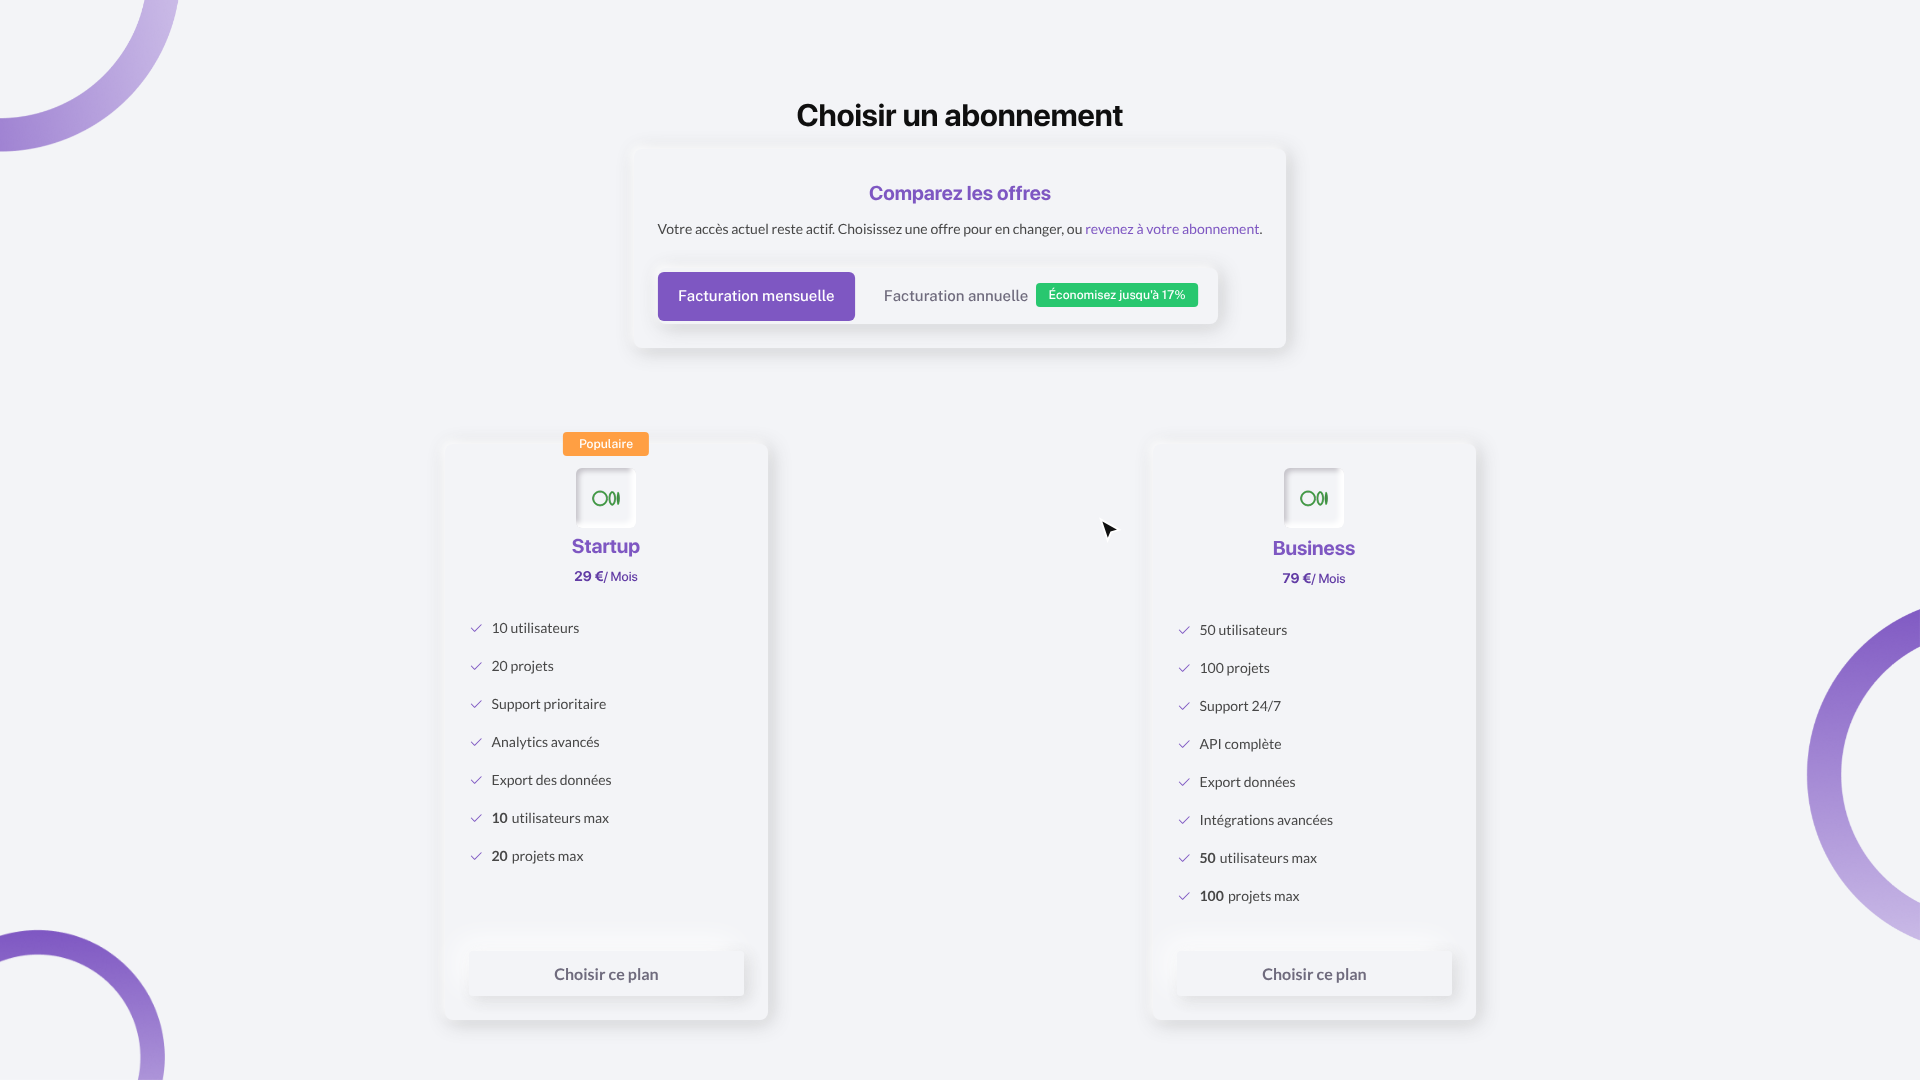 Choisir un abonnement
Comparez les offres
Votre accès actuel reste actif. Choisissez une offre pour en changer, ou revenez à votre abonnement.
Facturation mensuelle
Facturation annuelle Économisez jusqu'à 17%
Populaire
Startup
29 €/ Mois
10 utilisateurs
20 projets
Support prioritaire
Analytics avancés
Export des données
10 utilisateurs max
20 projets max
Choisir ce plan
Business
79 €/ Mois
50 utilisateurs
100 projets
Support 24/7
API complète
Export données
Intégrations avancées
50 utilisateurs max
100 projets max
Choisir ce plan